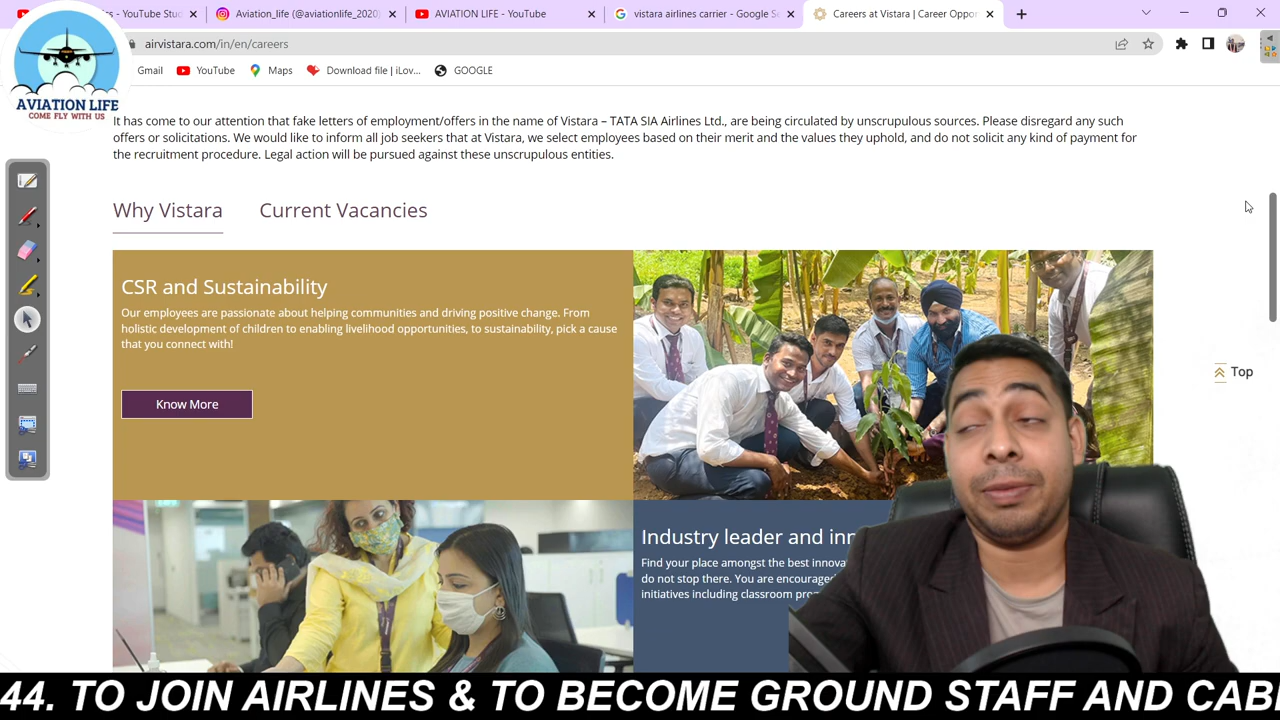 s - YouTube Stu
Aviation_life (@aviationlife_2020)
AVIATION LIFE - YouTube
vistara airlines carrier - Google Se
Careers at Vistara | Career Oppor
airvistara.com/in/en/careers
Gmail
YouTube
Maps
Download file | iLov...
GOOGLE
AVIATION LIFE
COME FLY WITH US
It has come to our attention that fake letters of employment/offers in the name of Vistara – TATA SIA Airlines Ltd., are being circulated by unscrupulous sources. Please disregard any such
offers or solicitations. We would like to inform all job seekers that at Vistara, we select employees based on their merit and the values they uphold, and do not solicit any kind of payment for
the recruitment procedure. Legal action will be pursued against these unscrupulous entities.
Why Vistara
Current Vacancies
CSR and Sustainability
Our employees are passionate about helping communities and driving positive change. From
holistic development of children to enabling livelihood opportunities, to sustainability, pick a cause
that you connect with!
Know More
Top
Industry leader and inn
Find your place amongst the best innova
do not stop there. You are encouraged
initiatives including classroom prog
44. TO JOIN AIRLINES & TO BECOME GROUND STAFF AND CABI